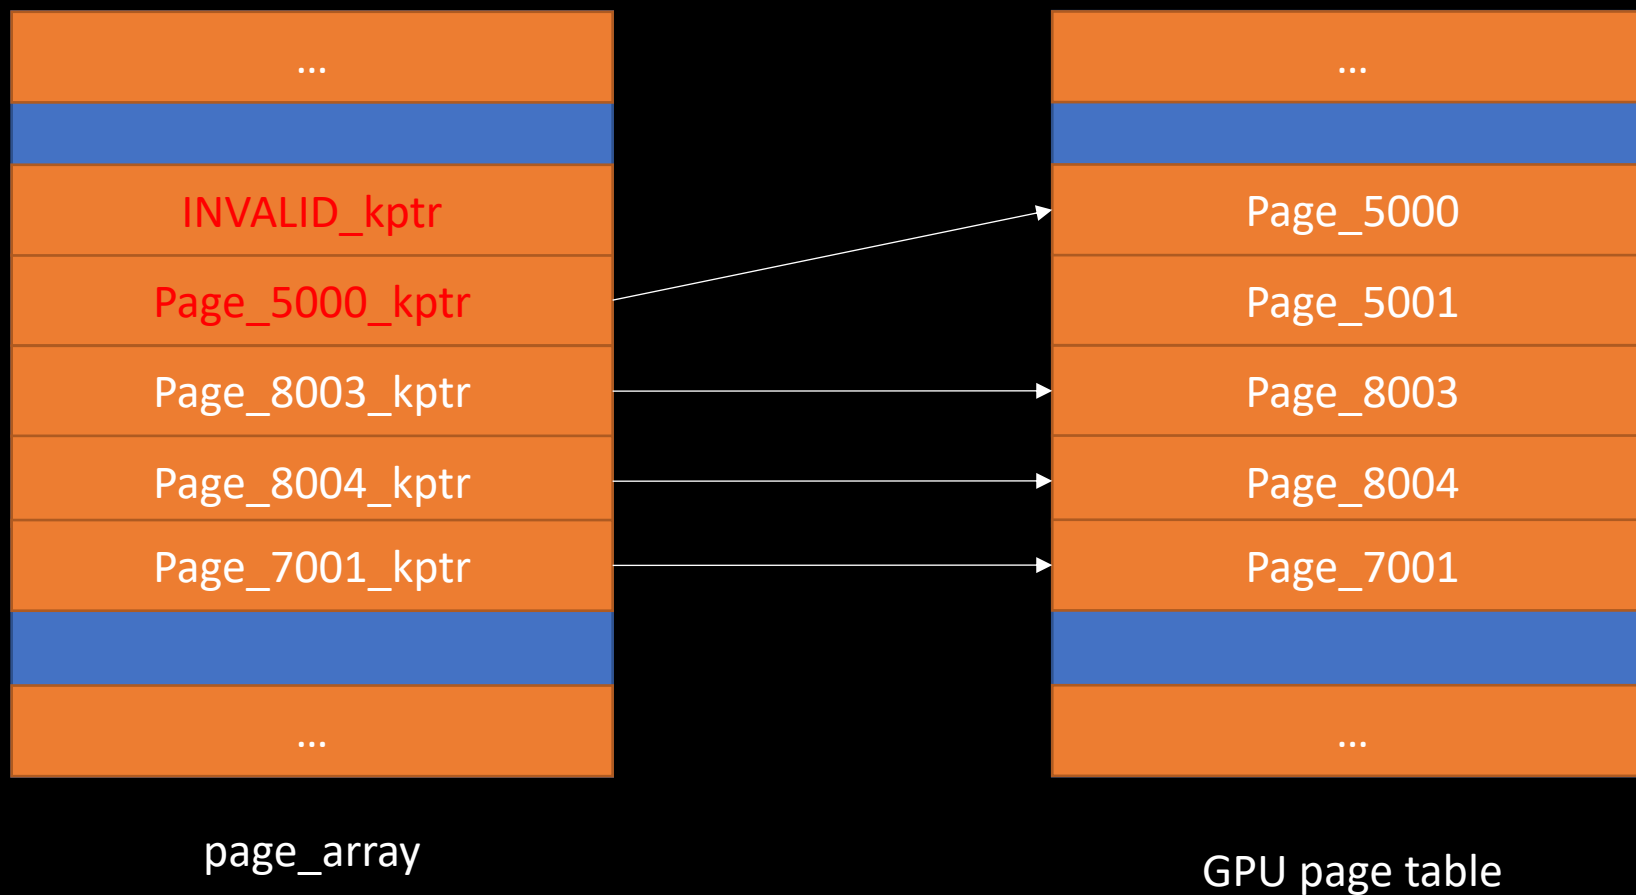 ...
INVALID_kptr
Page_5000_kptr
Page_8003_kptr
Page_8004_kptr
Page_7001_kptr
...
page_array
...
Page_5000
Page_5001
Page_8003
Page_8004
Page_7001
...
GPU page table